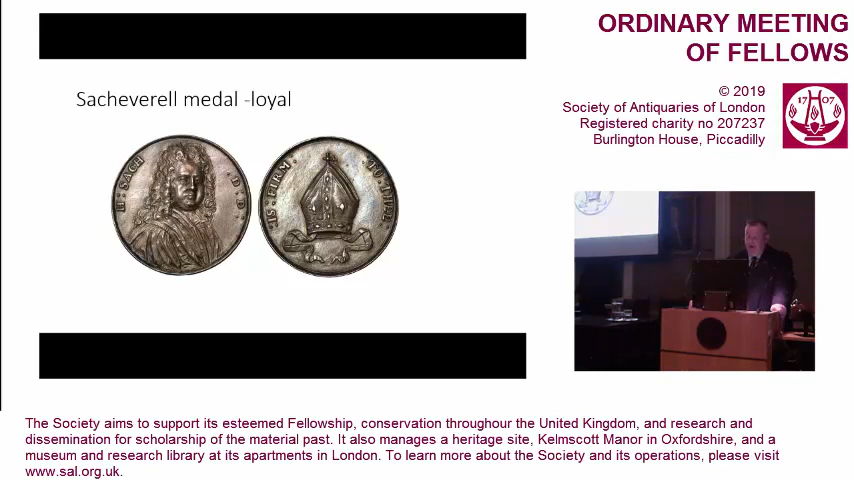 ORDINARY MEETING
OF FELLOWS
© 2019
Society of Antiquaries of London
Registered charity no 207237
Burlington House, Piccadilly
17 07
Sacheverell medal -loyal
H: SACH · D: D:
· IS · FIRM · TO · THEE ·
The Society aims to support its esteemed Fellowship, conservation throughour the United Kingdom, and research and
dissemination for scholarship of the material past. It also manages a heritage site, Kelmscott Manor in Oxfordshire, and a
museum and research library at its apartments in London. To learn more about the Society and its operations, please visit
www.sal.org.uk.